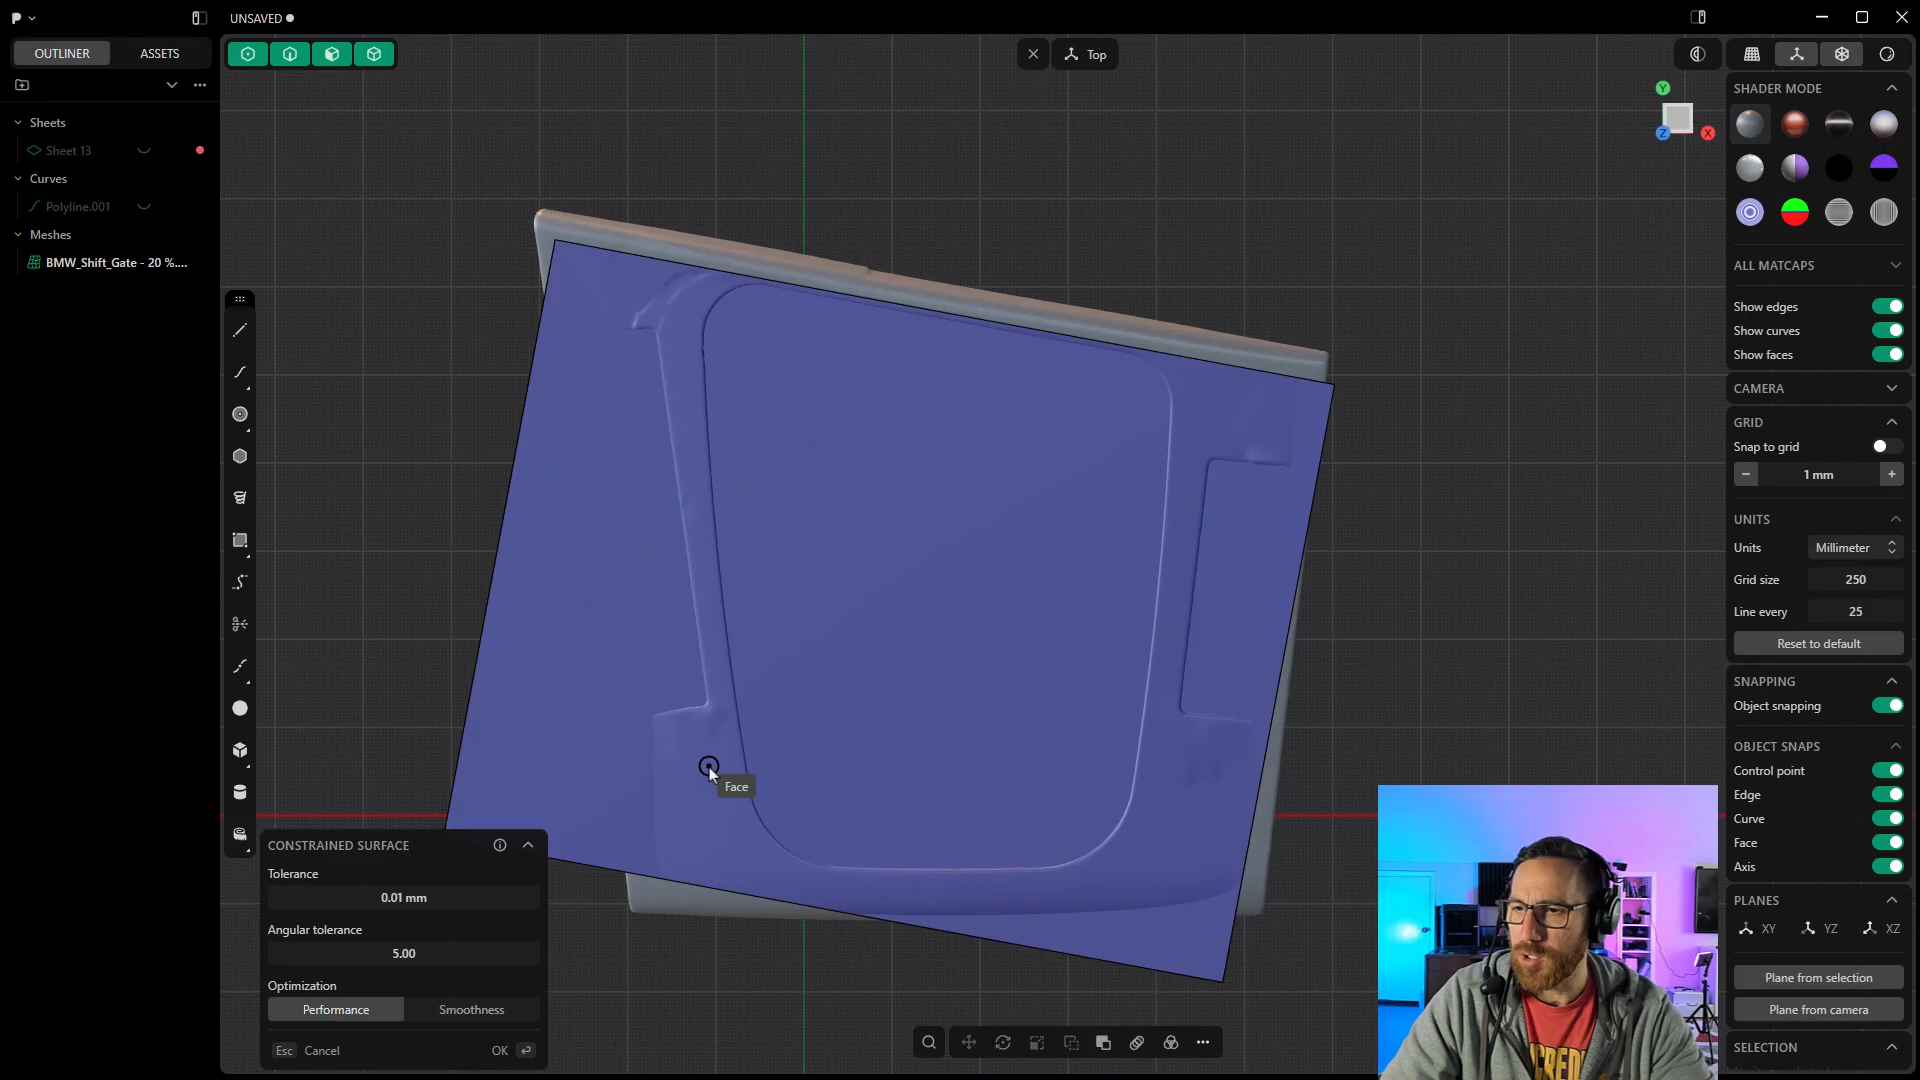 UNSAVED
OUTLINER
ASSETS
Sheets
Sheet 13
Curves
Polyline.001
Meshes
BMW_Shift_Gate - 20 %....
Top
Y
Z
X
Face
CONSTRAINED SURFACE
Tolerance
0.01 mm
Angular tolerance
5.00
Optimization
Performance
Smoothness
Esc
Cancel
OK
SHADER MODE
ALL MATCAPS
Show edges
Show curves
Show faces
CAMERA
GRID
Snap to grid
1 mm
UNITS
Units
Millimeter
Grid size
250
Line every
25
Reset to default
SNAPPING
Object snapping
OBJECT SNAPS
Control point
Edge
Curve
Face
Axis
PLANES
XY
YZ
XZ
Plane from selection
Plane from camera
SELECTION